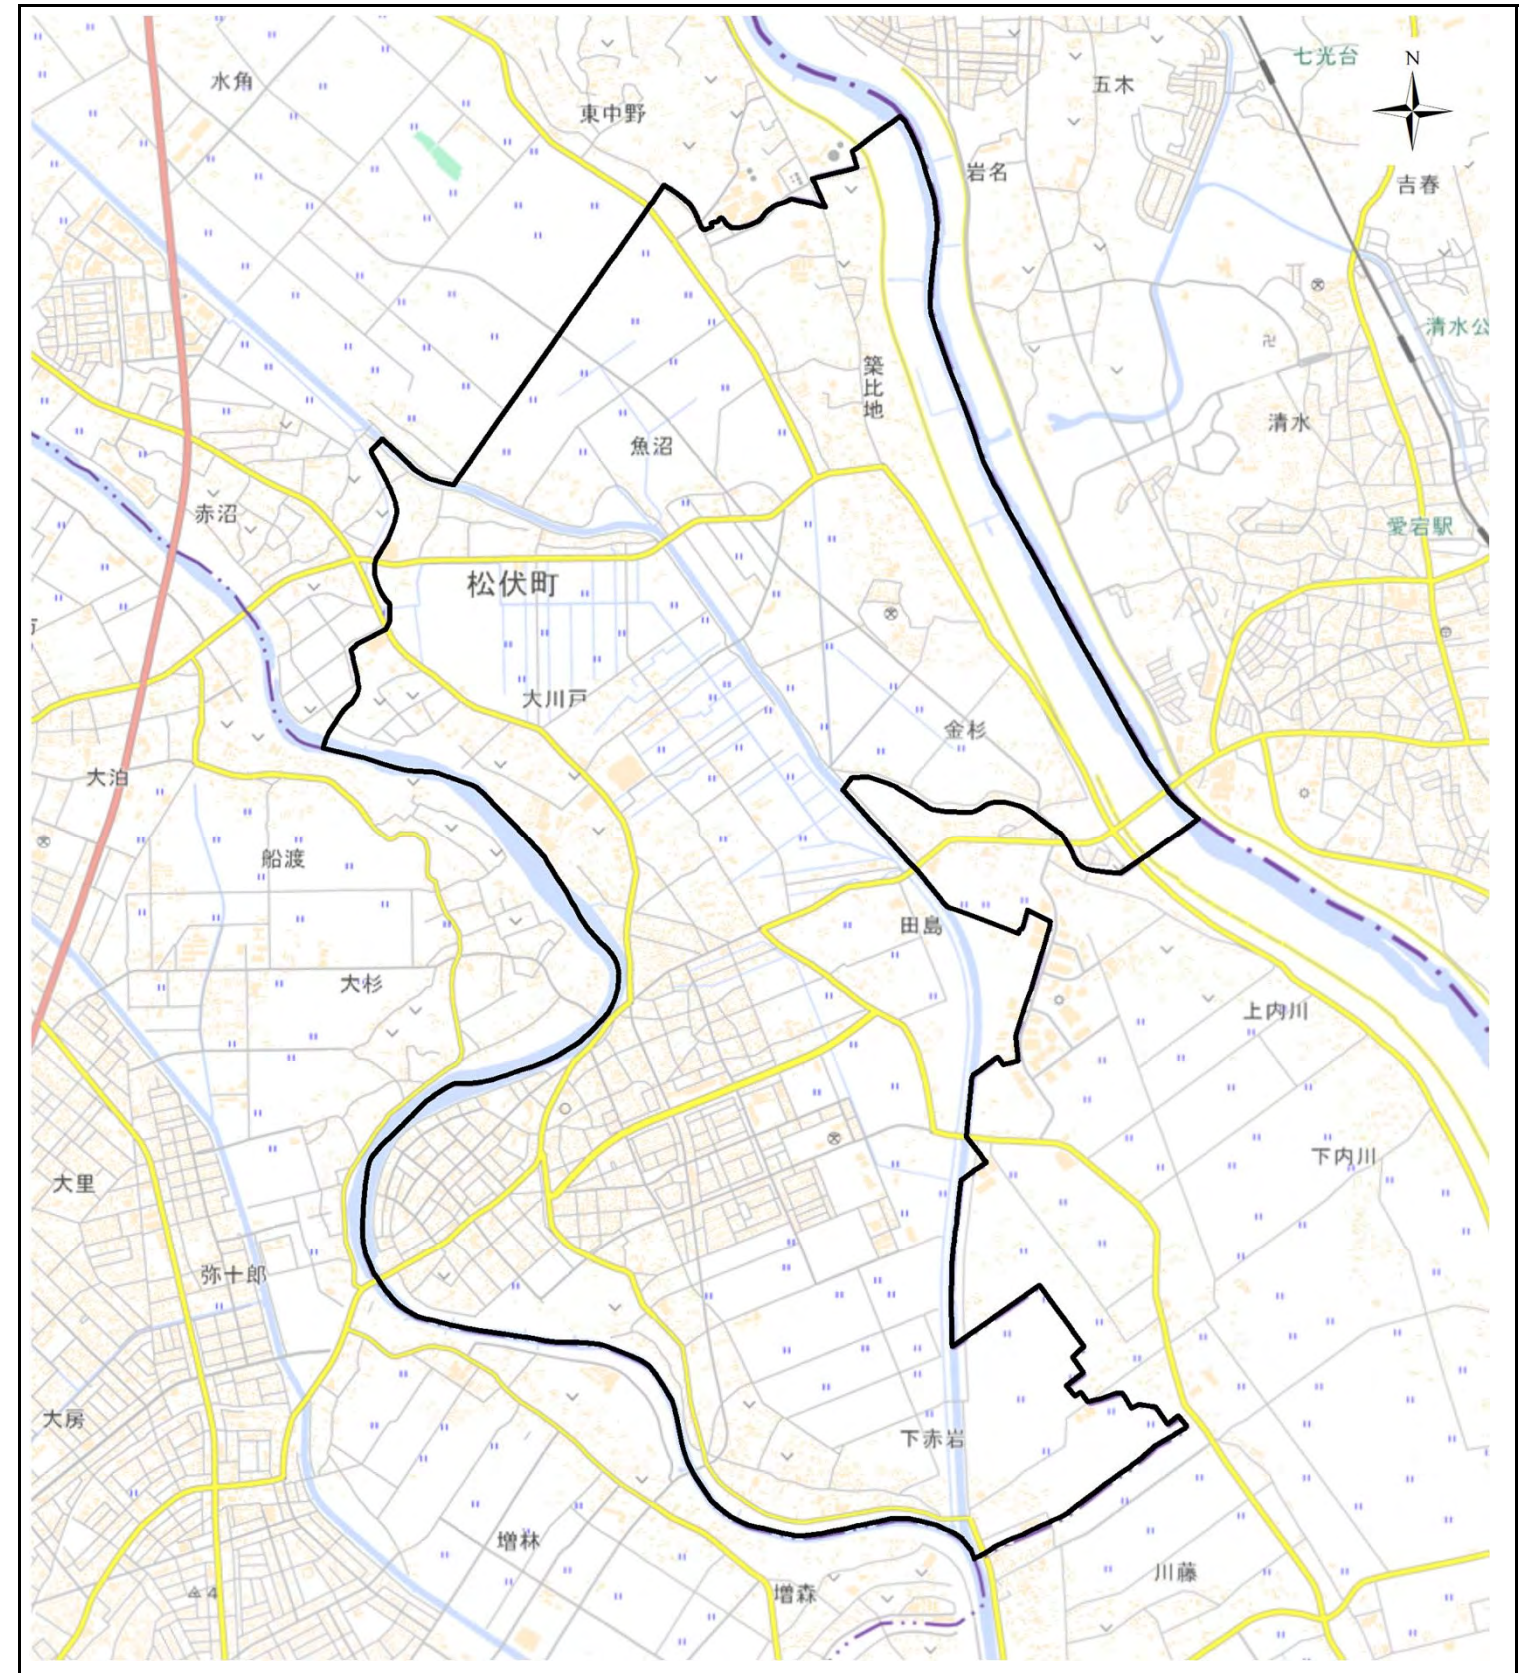 七光台
水角
五木
N
東中野
岩名
吉春
清水公
築比地
清水
魚沼
赤沼
愛宕駅
松伏町
大川戸
金杉
大泊
船渡
田島
大杉
上内川
下内川
大里
弥十郎
大房
下赤岩
増林
川藤
4
増森